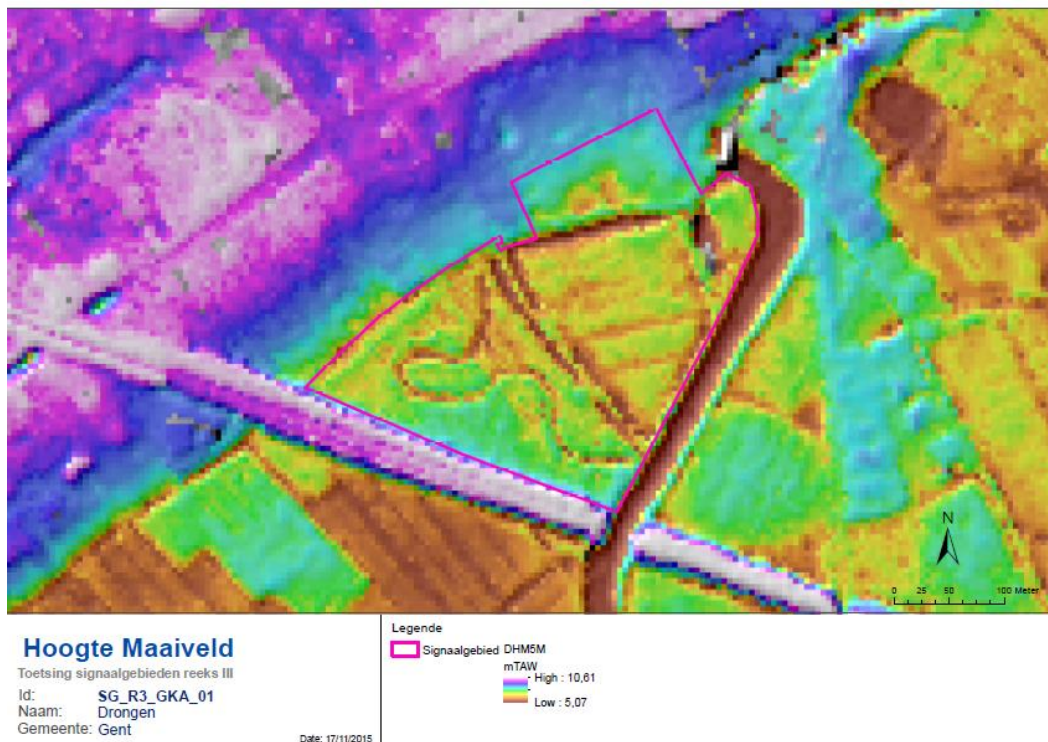 N
0 25 50 100 Meter
Hoogte Maaiveld
Toetsing signaalgebieden reeks III
Id: SG_R3_GKA_01
Naam: Drongen
Gemeente: Gent
Date: 17/11/2015
Legende
Signaalgebied DHM5M
mTAW
High : 10,61
Low : 5,07